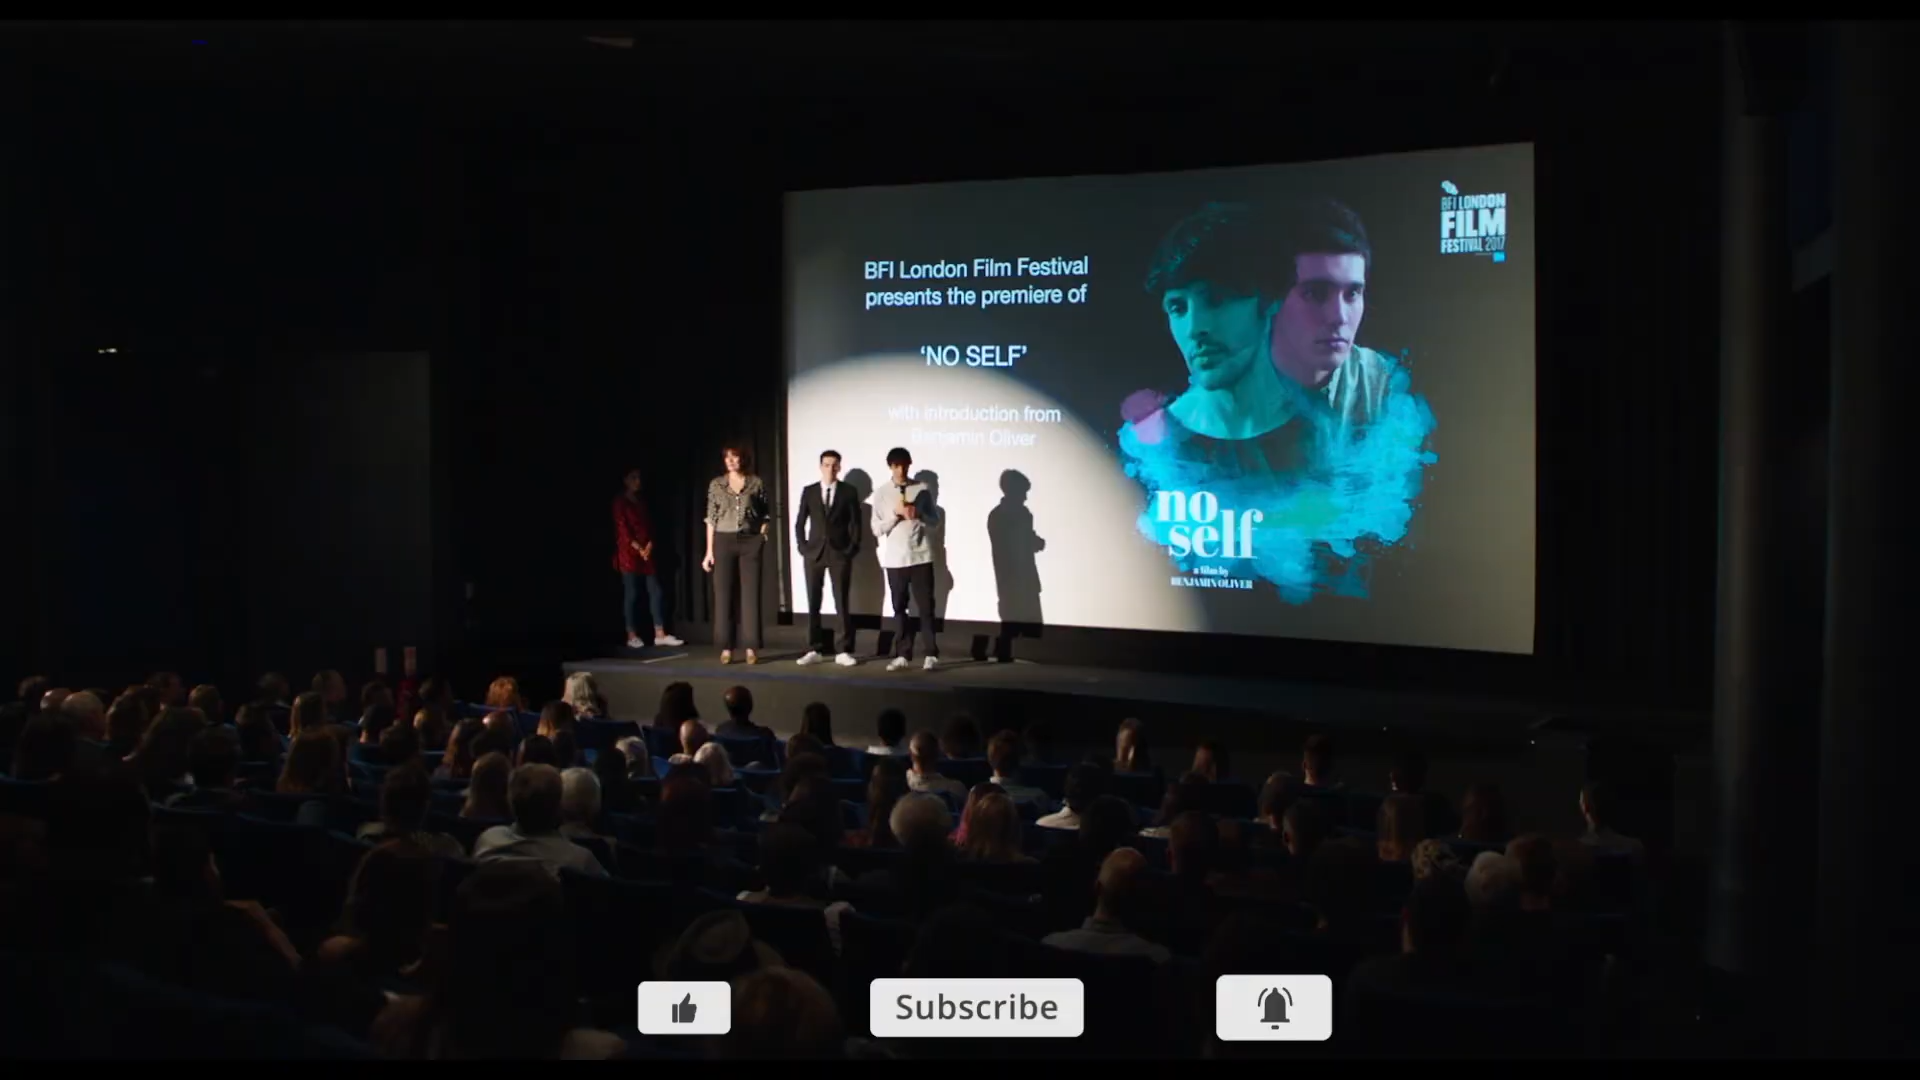 BFI LONDON
FILM
FESTIVAL 2017
BFI London Film Festival
presents the premiere of
‘NO SELF’
with introduction from
Benjamin Oliver
no
self
a film by
BENJAMIN OLIVER
Subscribe